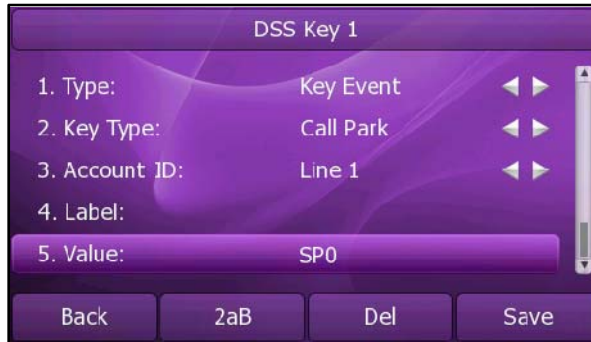 DSS Key 1
1. Type: Key Event
2. Key Type: Call Park
3. Account ID: Line 1
4. Label:
5. Value: SP0
Back 2aB Del Save